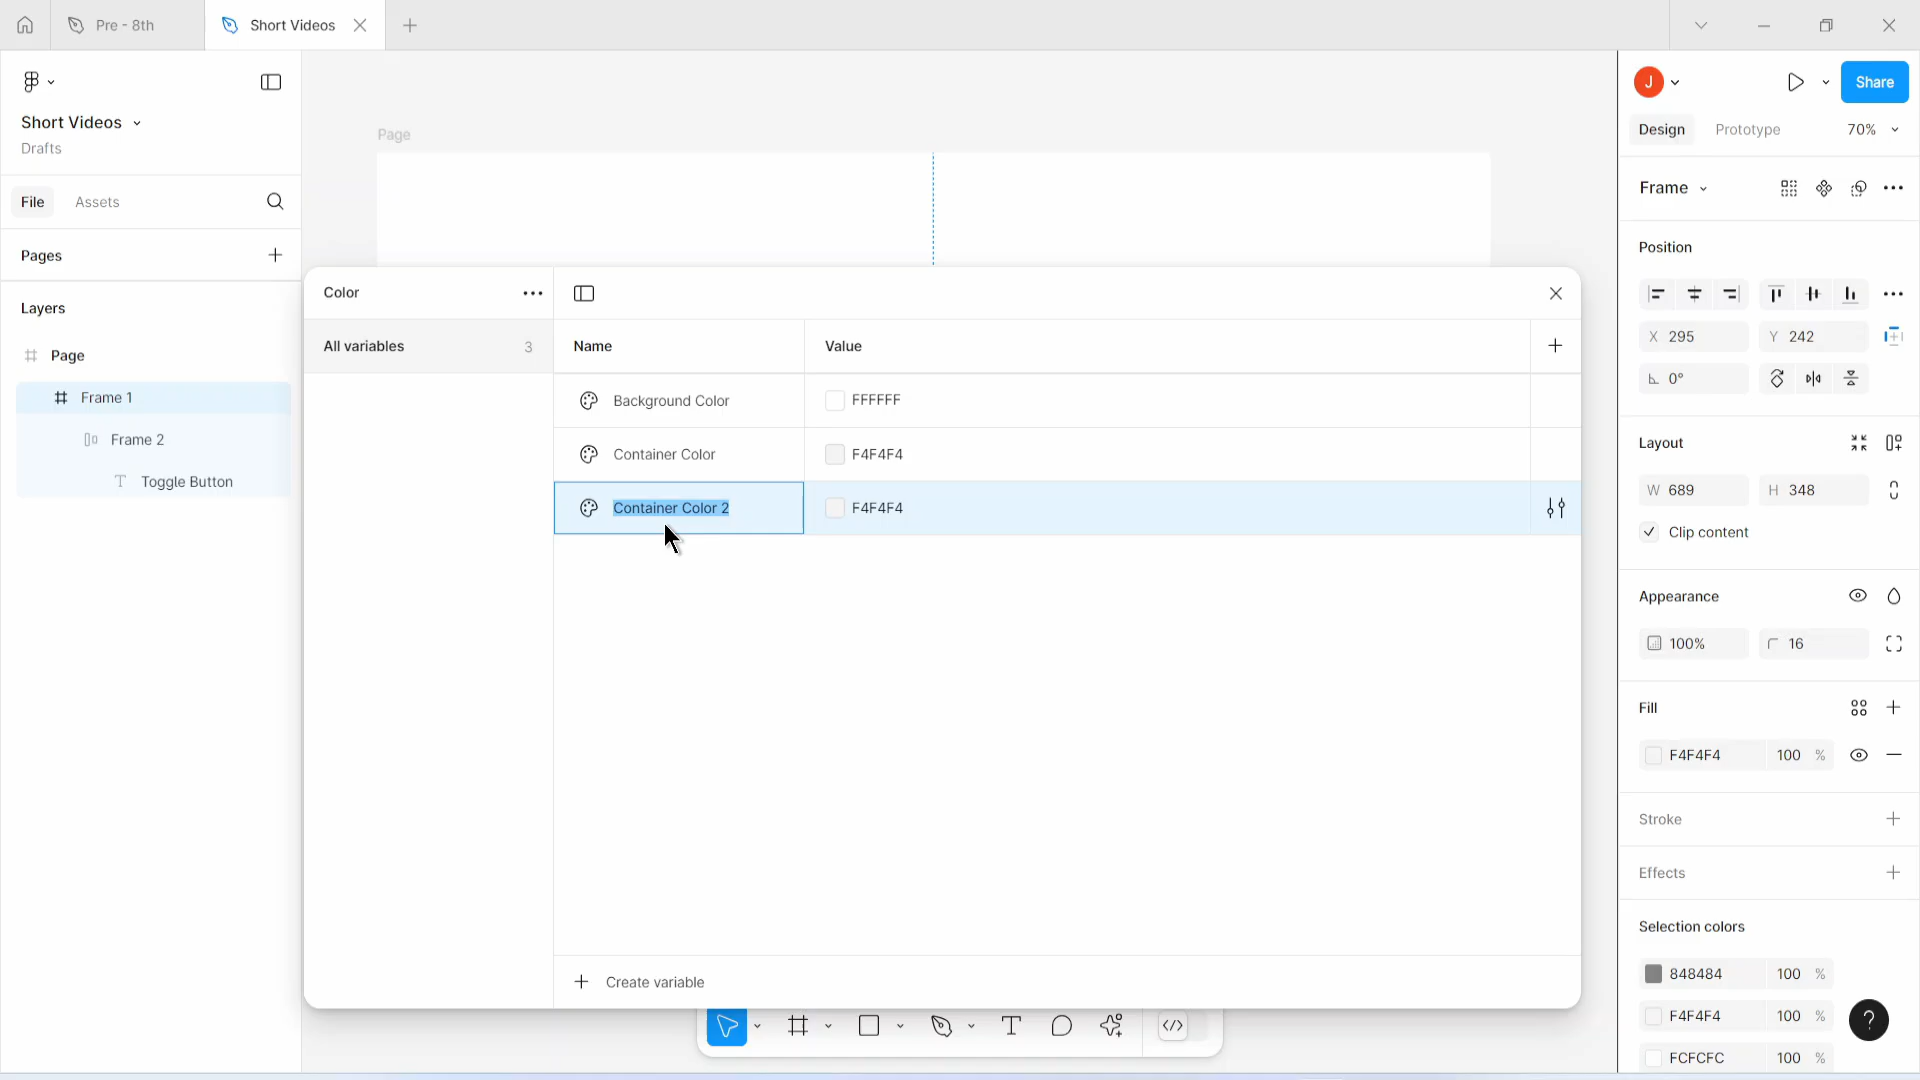 Pre - 8th
Short Videos
Short Videos
Drafts
File
Assets
Pages
Layers
Page
Frame 1
Frame 2
Toggle Button
Page
Color
All variables
3
Name
Value
Background Color
FFFFFF
Container Color
F4F4F4
Container Color 2
F4F4F4
Create variable
J
Share
Design
Prototype
70%
Frame
Position
X 295
Y 242
0°
Layout
W 689
H 348
Clip content
Appearance
100%
16
Fill
F4F4F4
100 %
Stroke
Effects
Selection colors
848484
100 %
F4F4F4
100 %
FCFCFC
100 %
?